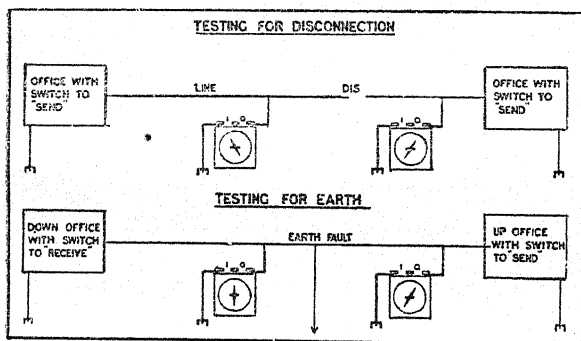 TESTING FOR DISCONNECTION
OFFICE WITH
SWITCH TO
"SEND"
LINE
DIS
OFFICE WITH
SWITCH TO
"SEND"
I Q
I Q
TESTING FOR EARTH
DOWN OFFICE
WITH SWITCH
TO "RECEIVE"
EARTH FAULT
UP OFFICE
WITH SWITCH
TO "SEND"
I Q
I Q